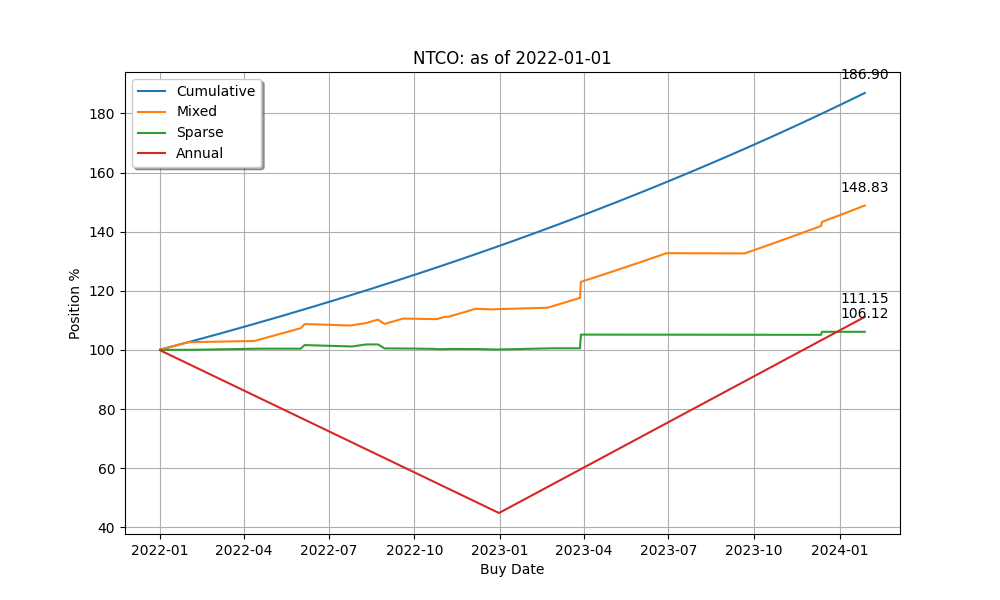 NTCO: as of 2022-01-01
186.90
Cumulative
Mixed
Sparse
Annual
148.83
111.15
106.12
180
160
140
120
100
80
60
40
Position %
2022-01 2022-04 2022-07 2022-10 2023-01 2023-04 2023-07 2023-10 2024-01
Buy Date